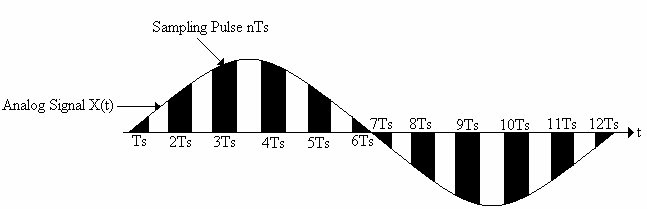 Sampling Pulse nTs
Analog Signal X(t)
Ts 2Ts 3Ts 4Ts 5Ts 6Ts
7Ts 8Ts 9Ts 10Ts 11Ts 12Ts
t